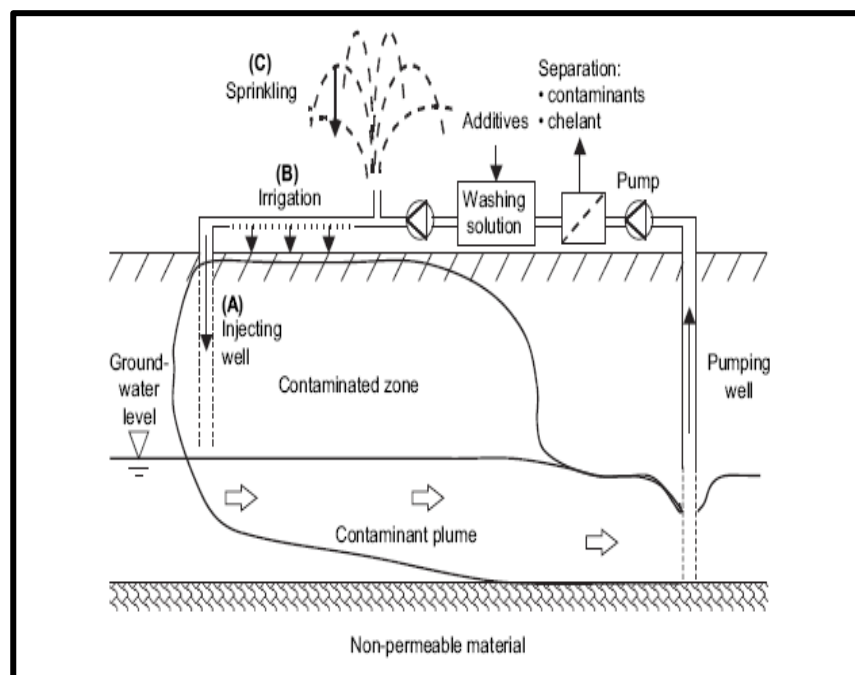 (C)
Sprinkling
Separation:
• contaminants
• chelant
Additives
(B)
Irrigation
Washing
solution
Pump
(A)
Injecting
well
Ground-
water
level
Contaminated zone
Pumping
well
Contaminant plume
Non-permeable material